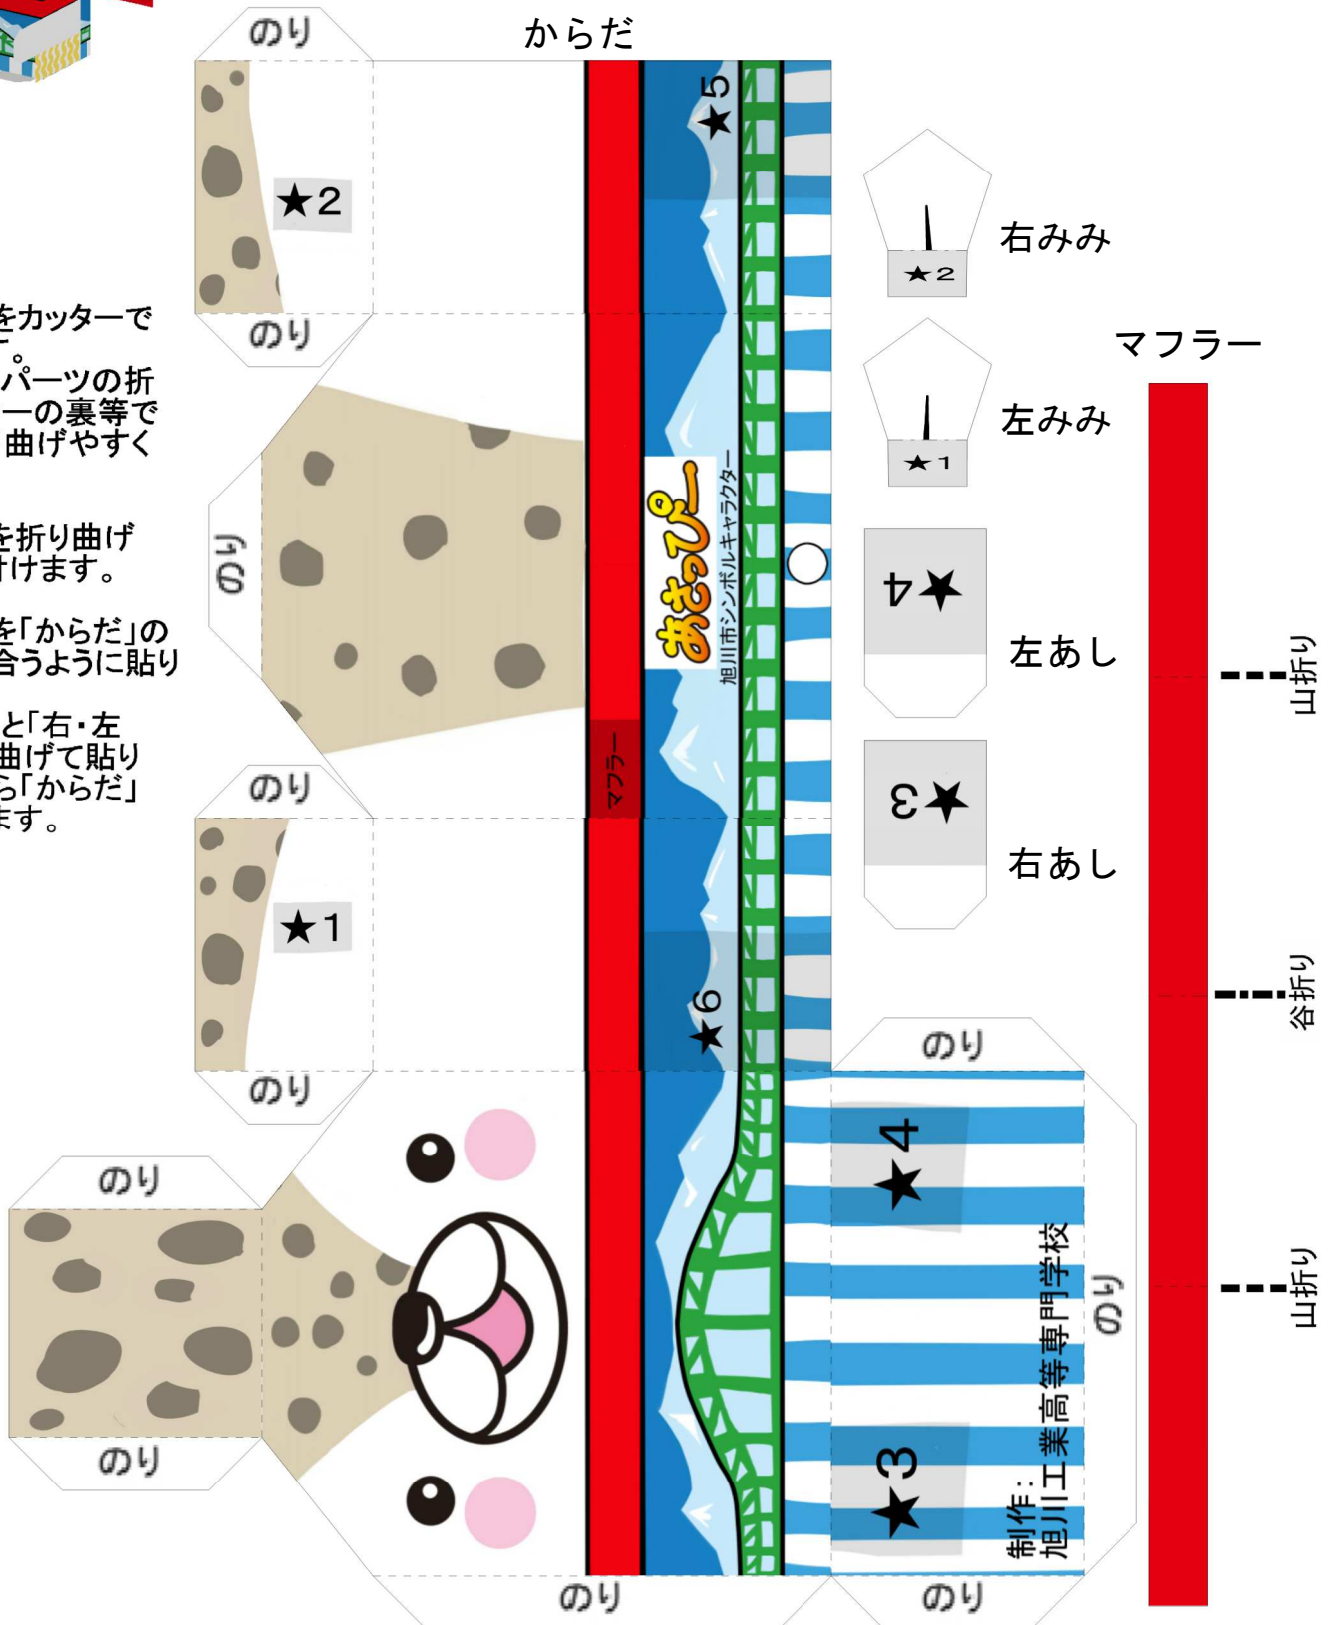 のり
からだ
★5
★2
右みみ
★2
をカッターで
。
パーツの折
ーの裏等で
曲げやすく
のり
マフラー
左みみ
★1
あさっぴー
旭川市シンボルキャラクター
を折り曲げ
付けます。
のり
★4
左あし
を「からだ」の
合うように貼り
山折り
と「右・左
曲げて貼り
ら「からだ」
ます。
マフラー
のり
★3
右あし
★1
★6
谷折り
のり
のり
のり
★4
のり
山折り
のり
★3
制作:
旭川工業高等専門学校
のり
のり